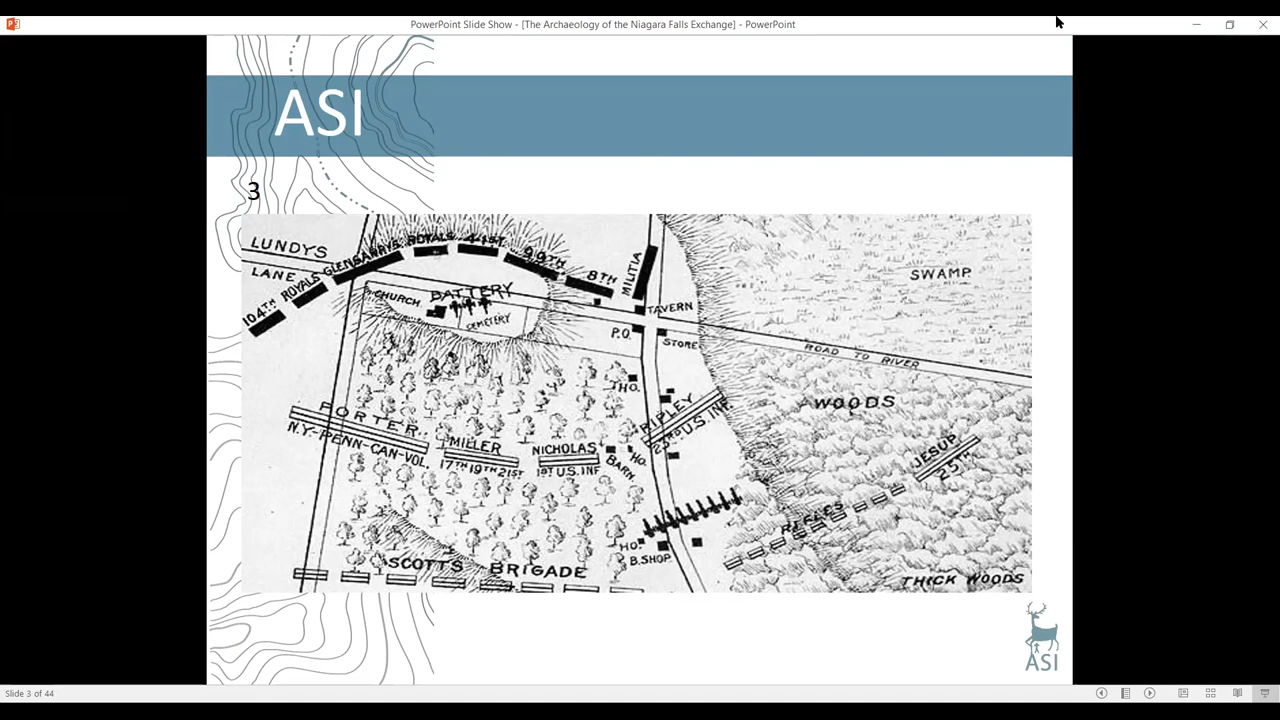 PowerPoint Slide Show - [The Archaeology of the Niagara Falls Exchange] - PowerPoint
ASI
3
LUNDYS
LANE
104TH ROYALS GLENGARRYS ROYALS 41ST. 99TH 8TH
MILITIA
SWAMP
CHURCH BATTERY
CEMETERY
TAVERN
P.O.
STORE
ROAD TO RIVER
HO.
WOODS
RIPLEY
23RD U.S. INF.
PORTER
N.Y.-PENN-CAN-VOL.
MILLER
17TH 19TH 21ST
NICHOLAS
1ST U.S. INF
BARN
HO.
JESUP
25TH
RIFLES
HO.
B.SHOP.
SCOTTS BRIGADE
THICK WOODS
ASI
Slide 3 of 44